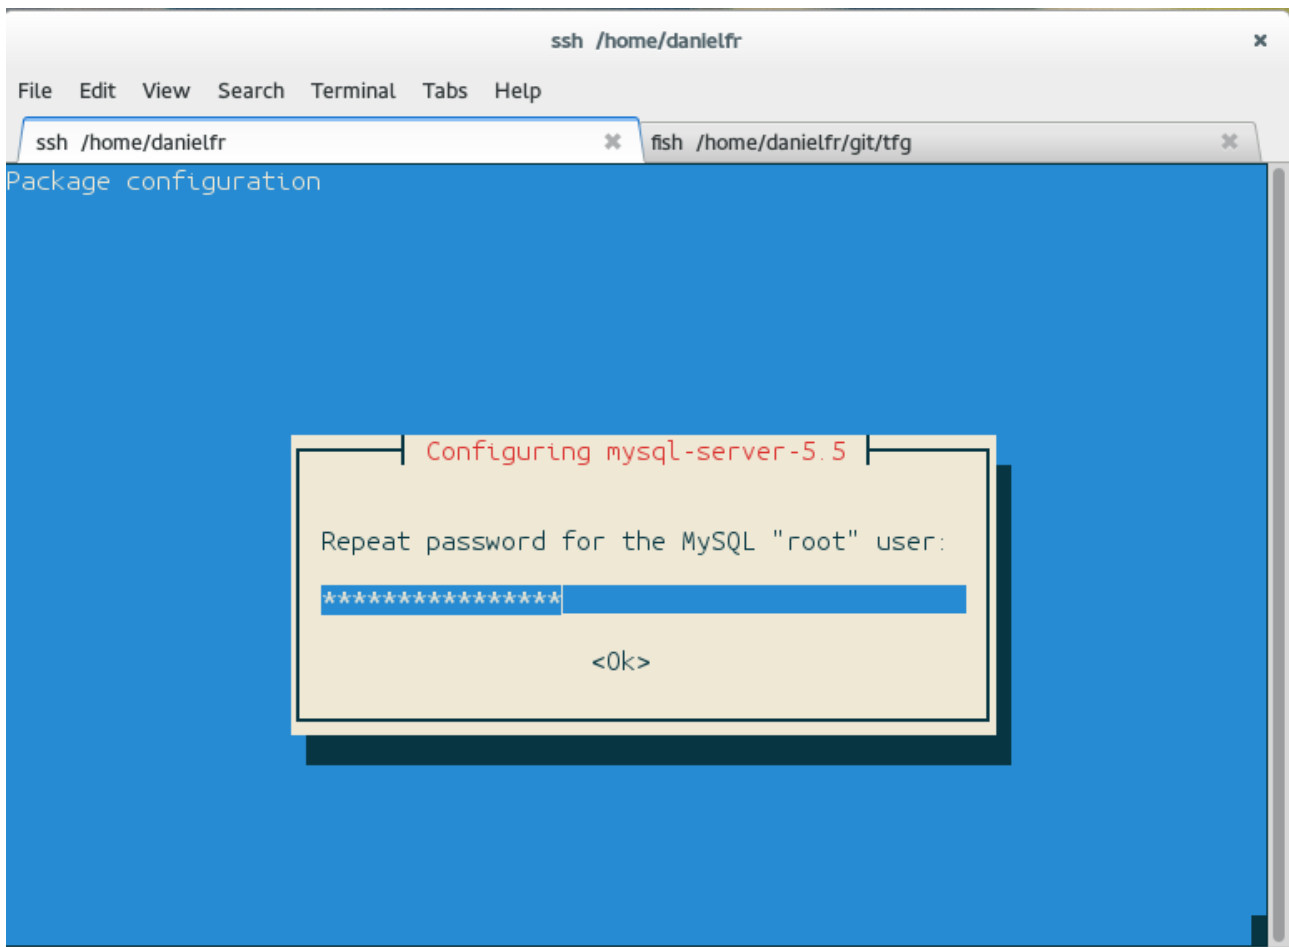 ssh /home/danielfr
File Edit View Search Terminal Tabs Help
ssh /home/danielfr fish /home/danielfr/git/tfg
Package configuration
Configuring mysql-server-5.5
Repeat password for the MySQL "root" user:
****************
<Ok>